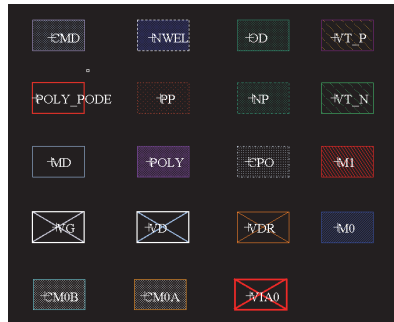 CMD NWEL OD VT_P
POLY_PODE PP NP VT_N
MD POLY CPO M1
VG VD VDR M0
CM0B CM0A VIA0